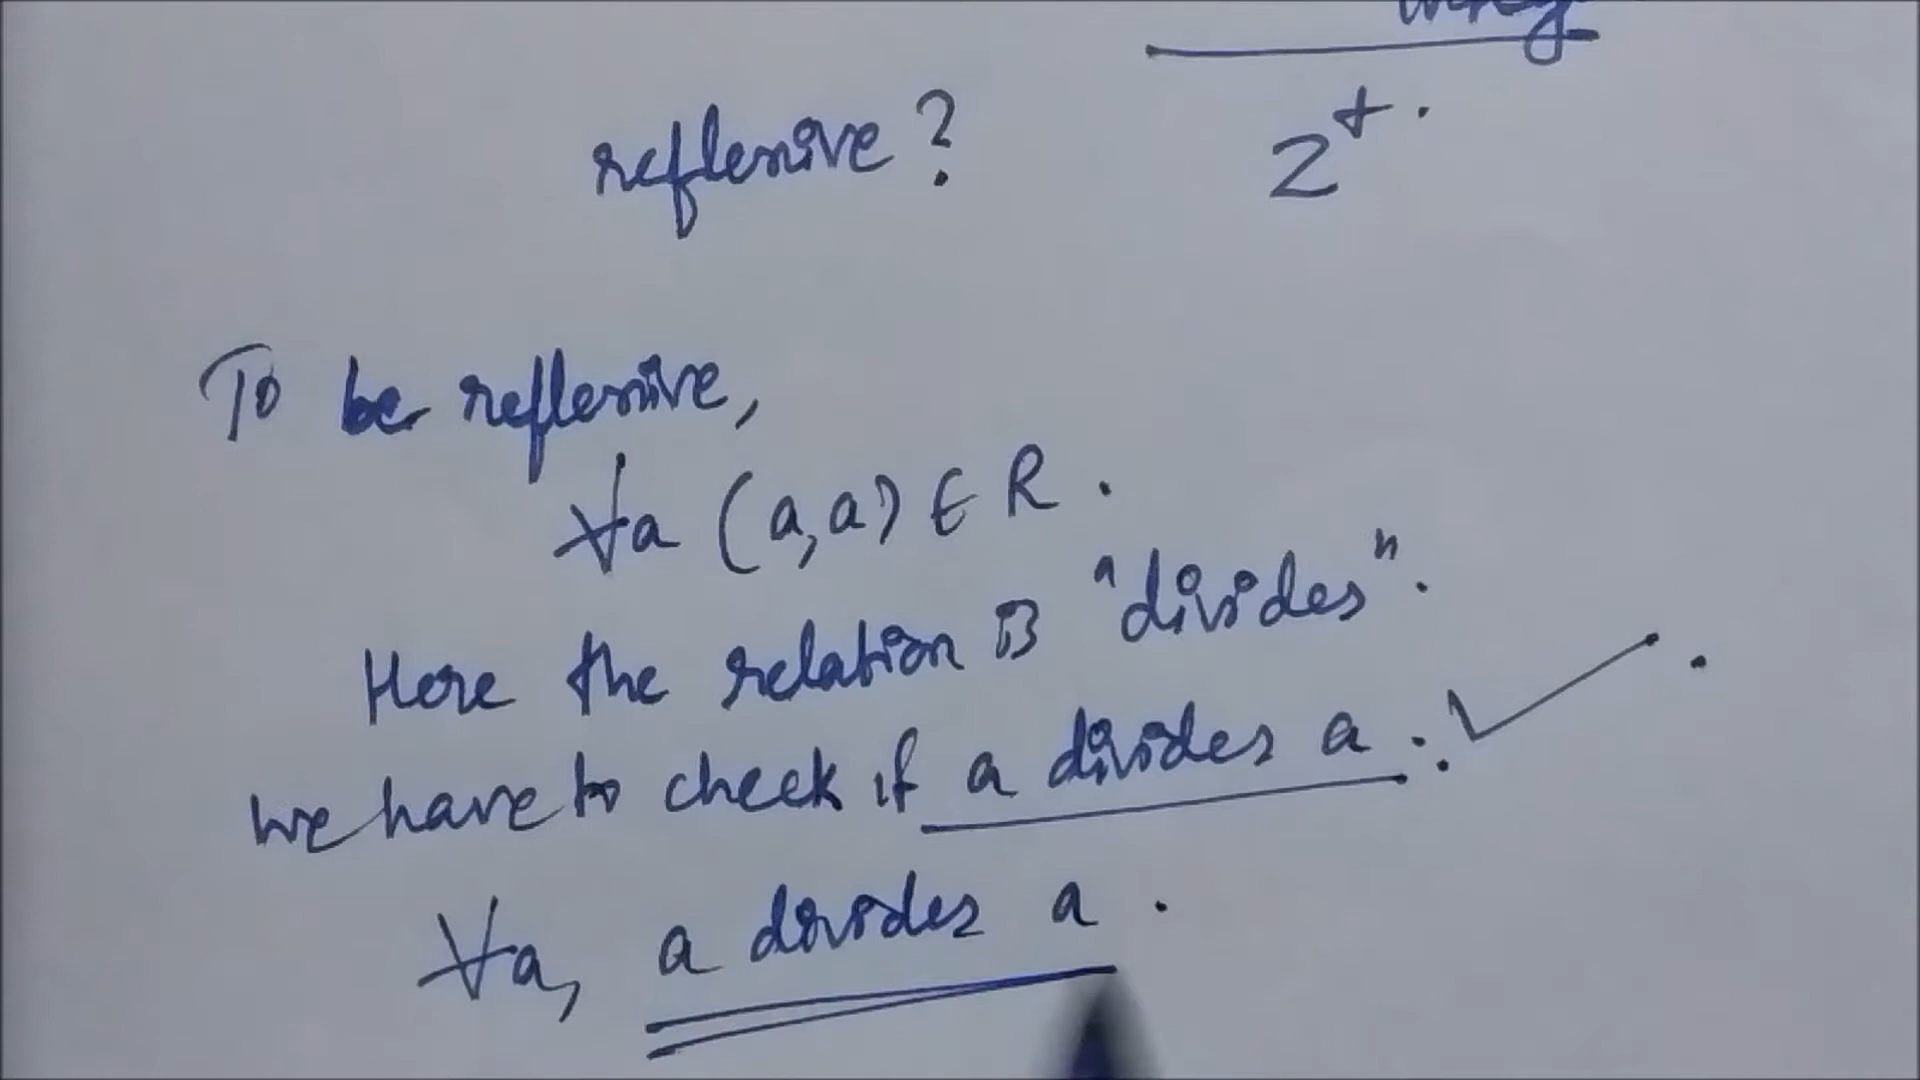 reflexive?
Z⁺.
To be reflexive,
∀a (a,a) ∈ R.
Here the relation is "divides".
we have to check if a divides a.
∀a, a divides a.